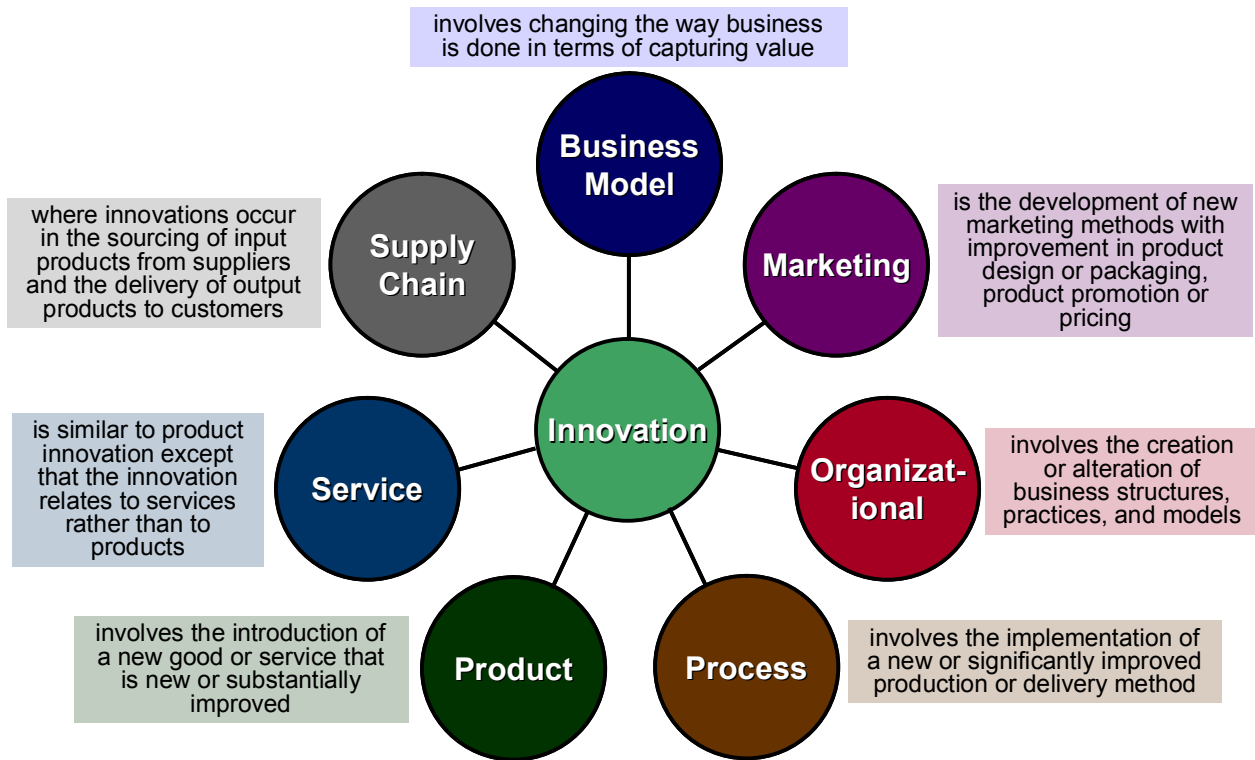 involves changing the way business
is done in terms of capturing value
Business
Model
Supply
Chain
where innovations occur
in the sourcing of input
products from suppliers
and the delivery of output
products to customers
Marketing
is the development of new
marketing methods with
improvement in product
design or packaging,
product promotion or
pricing
Innovation
Service
is similar to product
innovation except
that the innovation
relates to services
rather than to
products
Organizat-
ional
involves the creation
or alteration of
business structures,
practices, and models
Product
involves the introduction of
a new good or service that
is new or substantially
improved
Process
involves the implementation of
a new or significantly improved
production or delivery method